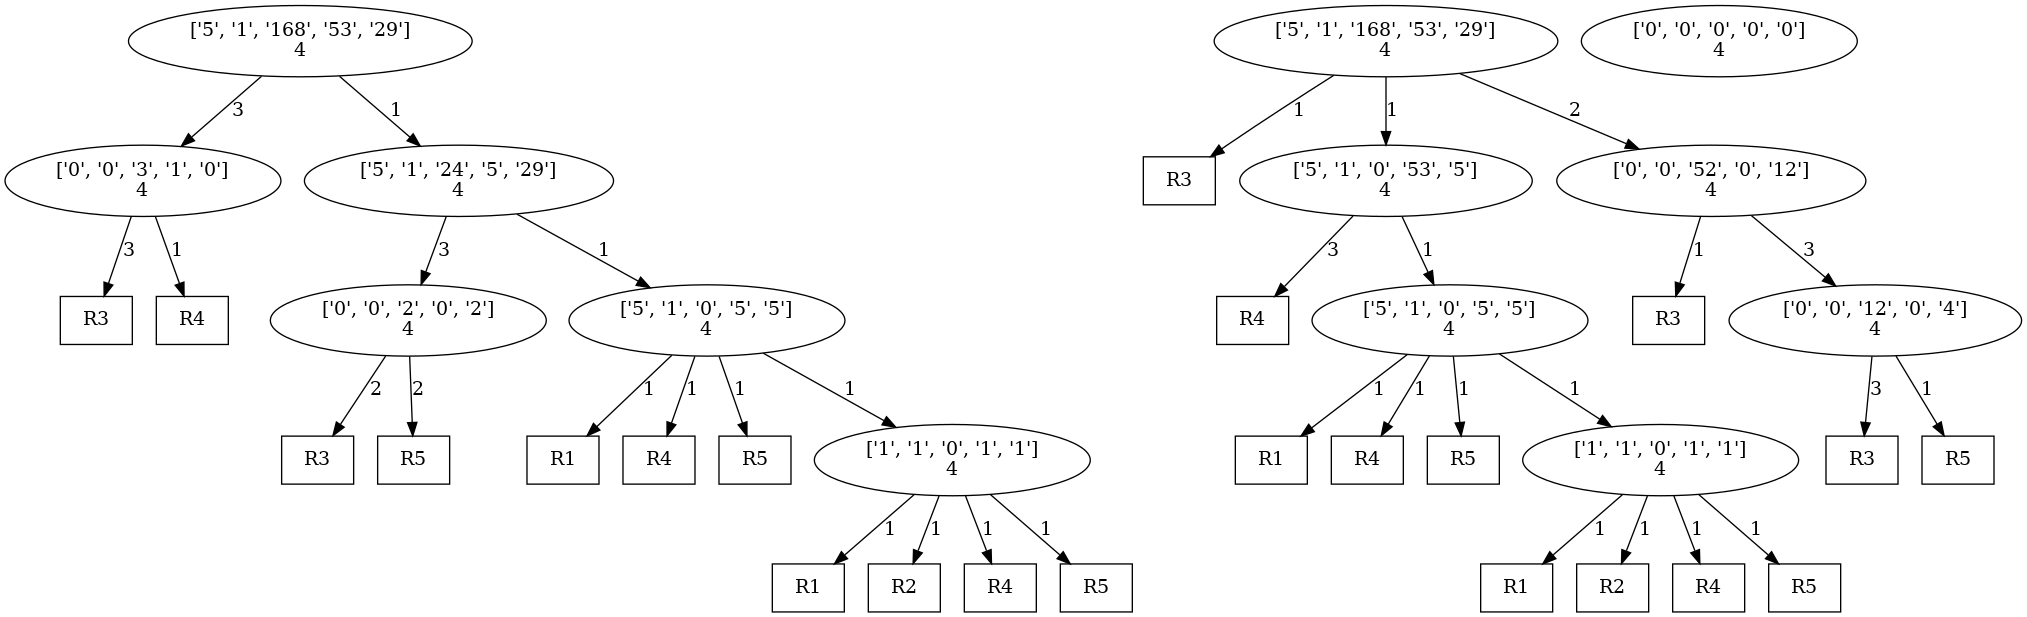 ['5', '1', '168', '53', '29']
4
['5', '1', '168', '53', '29']
4
['0', '0', '0', '0', '0']
4
3
1
1
1
2
['0', '0', '3', '1', '0']
4
['5', '1', '24', '5', '29']
4
R3
['5', '1', '0', '53', '5']
4
['0', '0', '52', '0', '12']
4
3
1
3
1
3
1
1
3
R3
R4
['0', '0', '2', '0', '2']
4
['5', '1', '0', '5', '5']
4
R4
['5', '1', '0', '5', '5']
4
R3
['0', '0', '12', '0', '4']
4
2
2
1
1
1
1
1
1
1
1
3
1
R3
R5
R1
R4
R5
['1', '1', '0', '1', '1']
4
R1
R4
R5
['1', '1', '0', '1', '1']
4
R3
R5
1
1
1
1
1
1
1
1
R1
R2
R4
R5
R1
R2
R4
R5